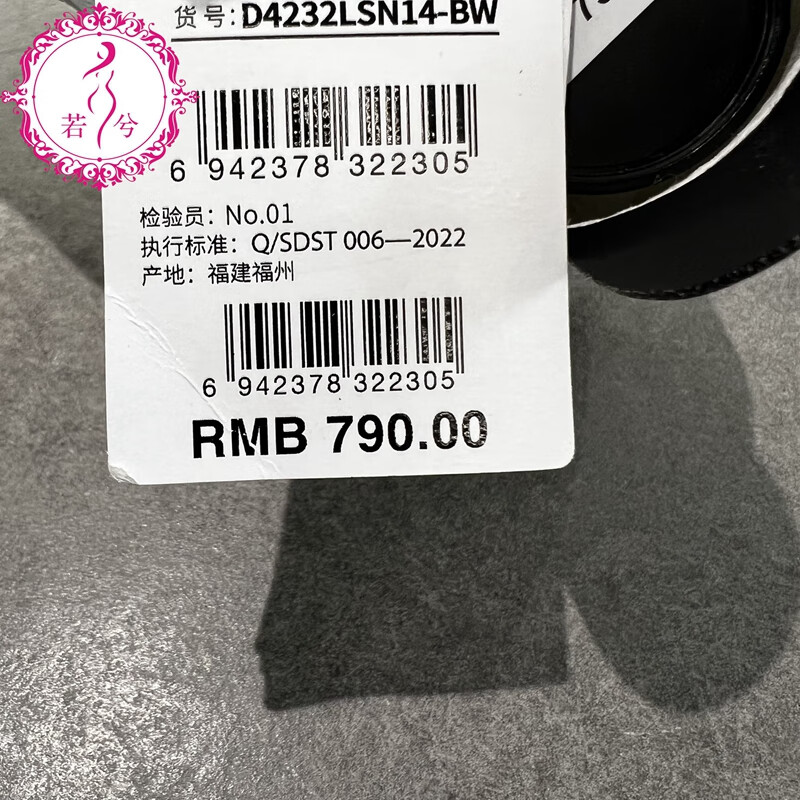 货号:D4232LSN14-BW
若兮
6 942378 322305
检验员:No.01
执行标准:Q/SDST 006—2022
产地:福建福州
6 942378 322305
RMB 790.00